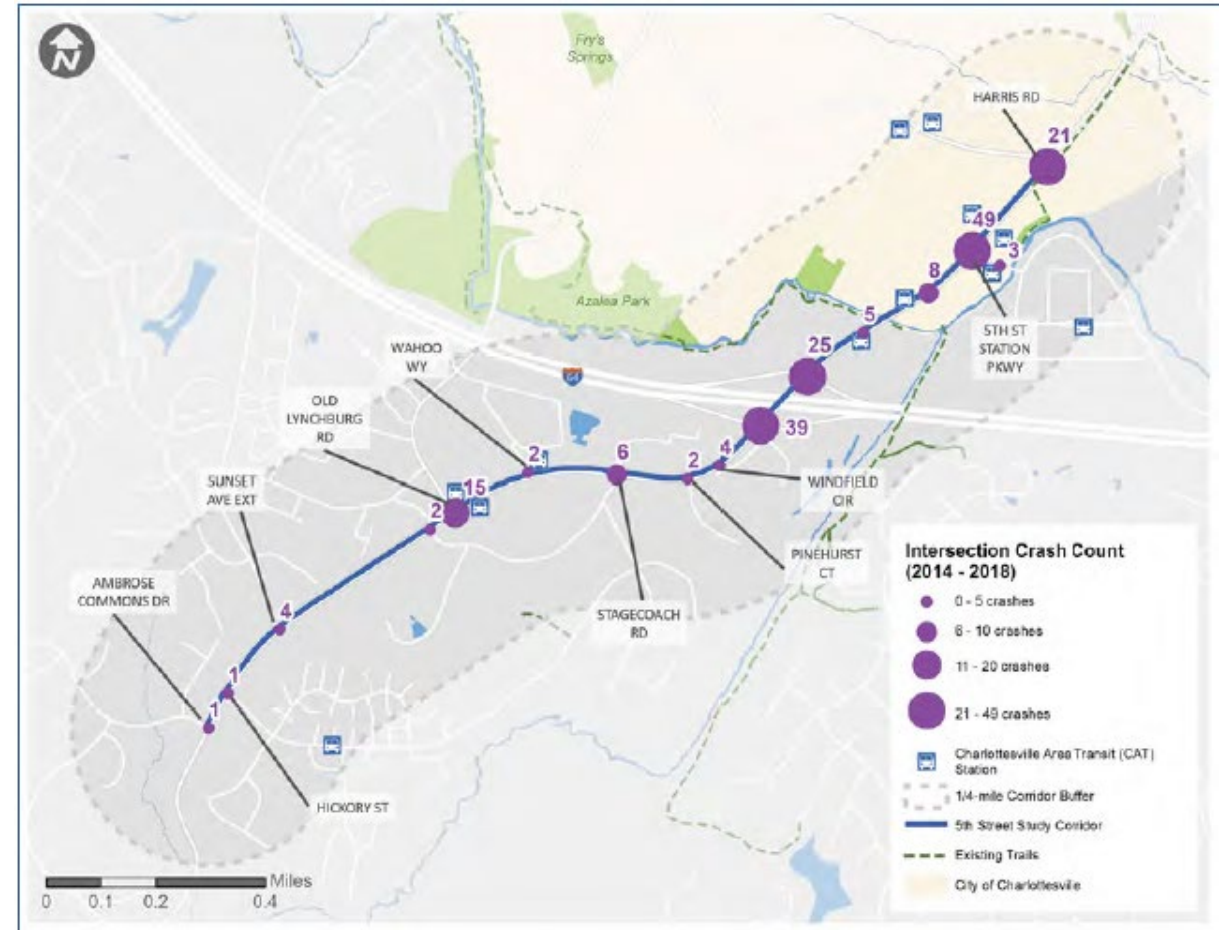 N
Fry's
Springs
HARRIS RD
21
49
3
8
5TH ST
STATION
PKWY
5
Azalea Park
25
WAHOO
WY
64
39
OLD
LYNCHBURG
RD
2
6
2
4
WINDFIELD
CIR
SUNSET
AVE EXT
15
2
PINEHURST
CT
STAGECOACH
RD
AMBROSE
COMMONS DR
4
1
1
HICKORY ST
Intersection Crash Count
(2014 - 2018)
0 - 5 crashes
6 - 10 crashes
11 - 20 crashes
21 - 49 crashes
Charlottesville Area Transit (CAT)
Station
1/4-mile Corridor Buffer
5th Street Study Corridor
Existing Trails
City of Charlottesville
Miles
0 0.1 0.2 0.4